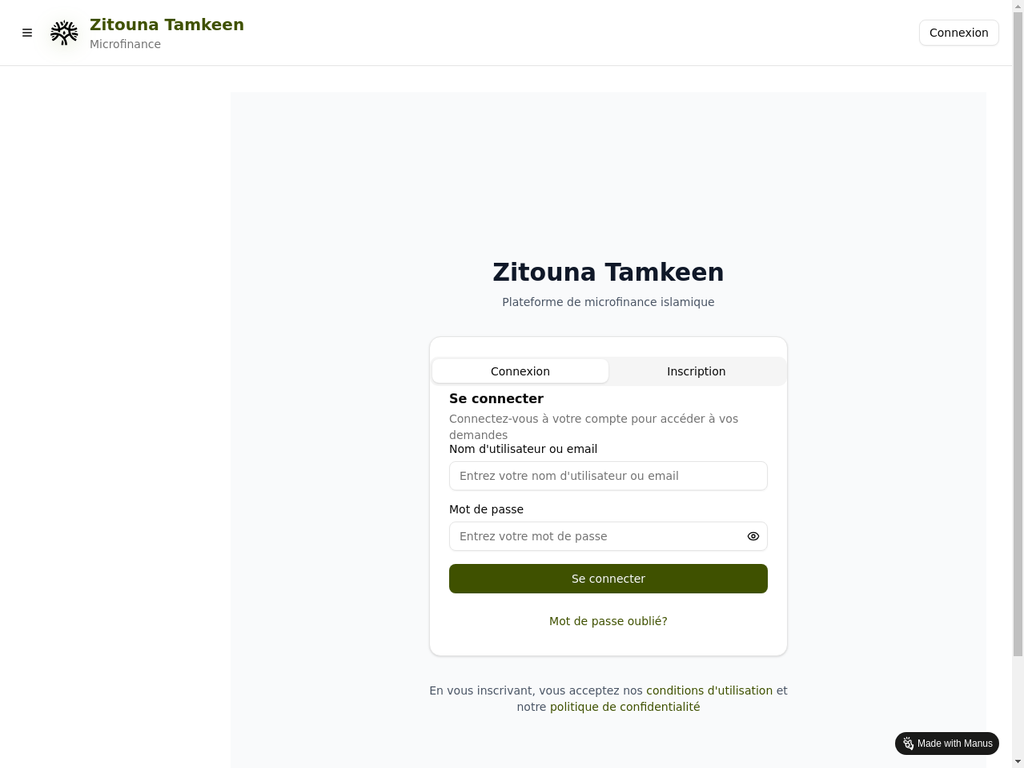 Zitouna Tamkeen
Microfinance
Connexion
Zitouna Tamkeen
Plateforme de microfinance islamique
Connexion
Inscription
Se connecter
Connectez-vous à votre compte pour accéder à vos
demandes
Nom d'utilisateur ou email
Entrez votre nom d'utilisateur ou email
Mot de passe
Entrez votre mot de passe
Se connecter
Mot de passe oublié?
En vous inscrivant, vous acceptez nos conditions d'utilisation et
notre politique de confidentialité
Made with Manus